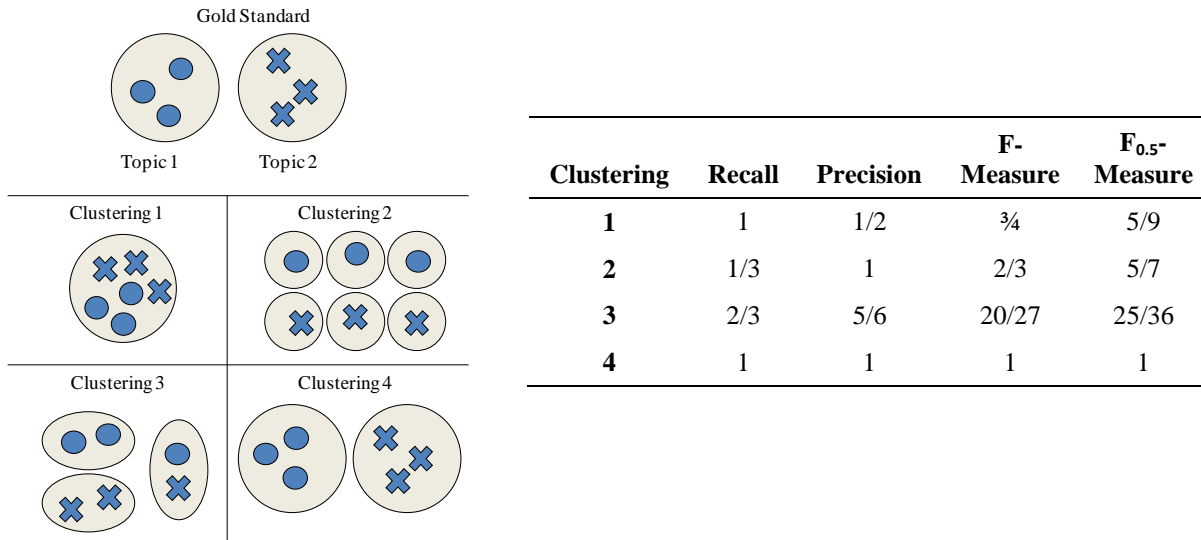 Gold Standard
Topic 1 Topic 2
Clustering 1 Clustering 2
Clustering 3 Clustering 4
Clustering Recall Precision F-Measure F0.5-Measure
1 1 1/2 ¾ 5/9
2 1/3 1 2/3 5/7
3 2/3 5/6 20/27 25/36
4 1 1 1 1